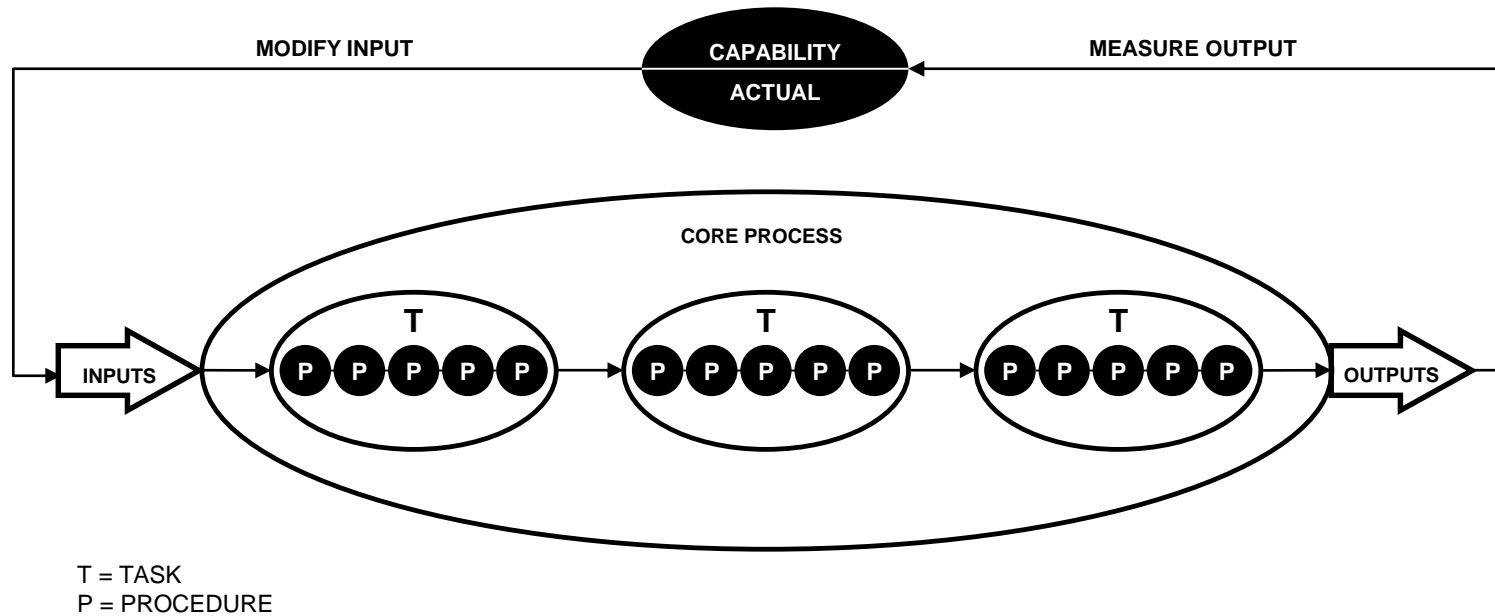 MODIFY INPUT
CAPABILITY
ACTUAL
MEASURE OUTPUT
CORE PROCESS
T
T
T
INPUTS
P P P P P
P P P P P
P P P P P
OUTPUTS
T = TASK
P = PROCEDURE